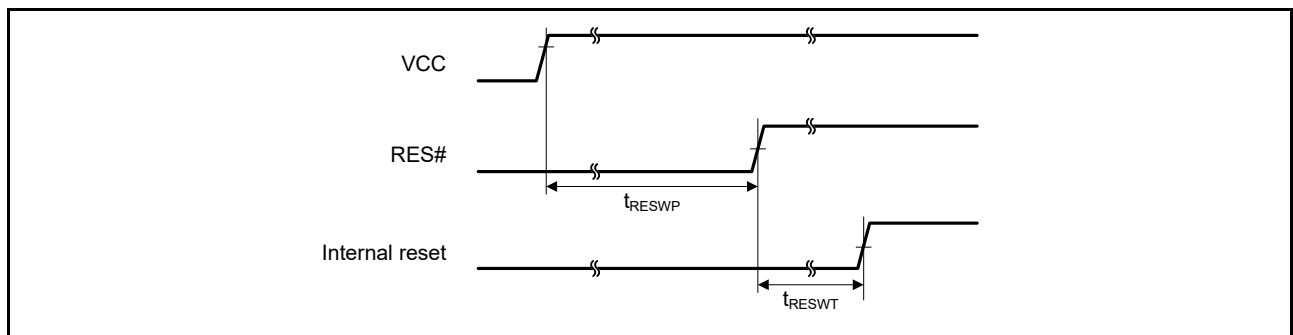 VCC
RES#
tRESWP
Internal reset
tRESWT